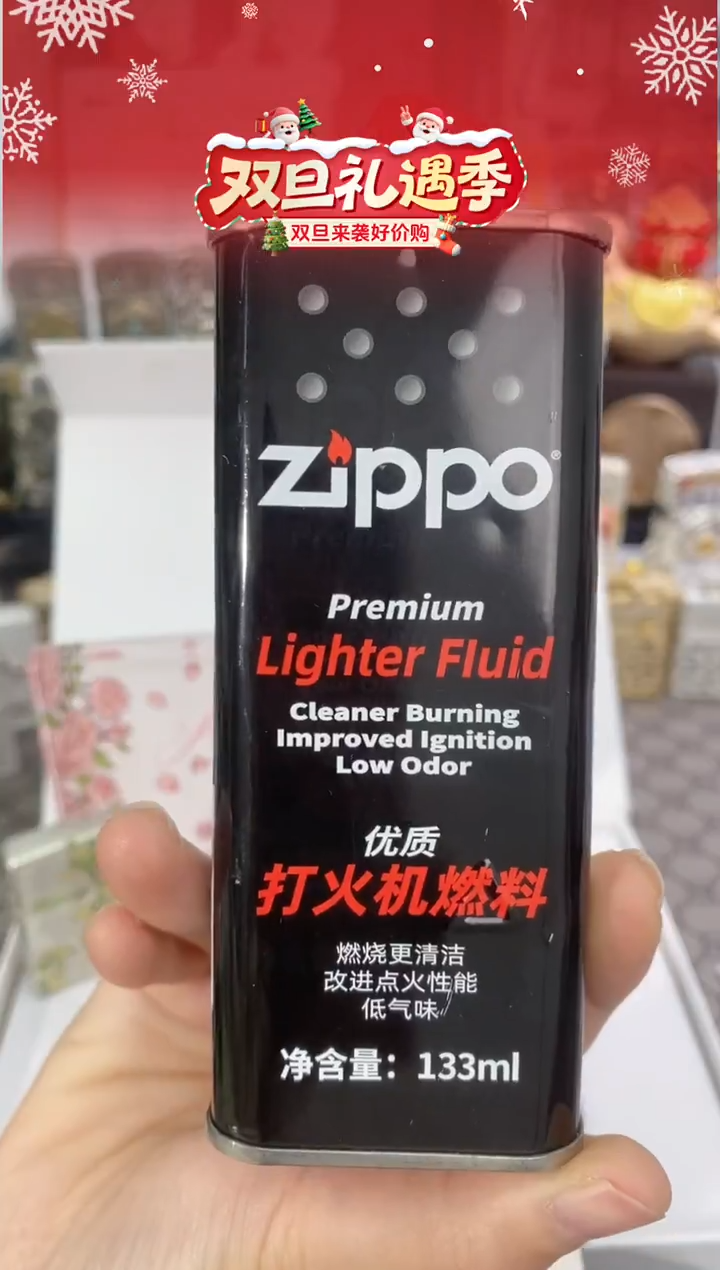 双旦礼遇季
双旦来袭好价购
zippo®
Premium
Lighter Fluid
Cleaner Burning
Improved Ignition
Low Odor
优质
打火机燃料
燃烧更清洁
改进点火性能
低气味
净含量：133ml